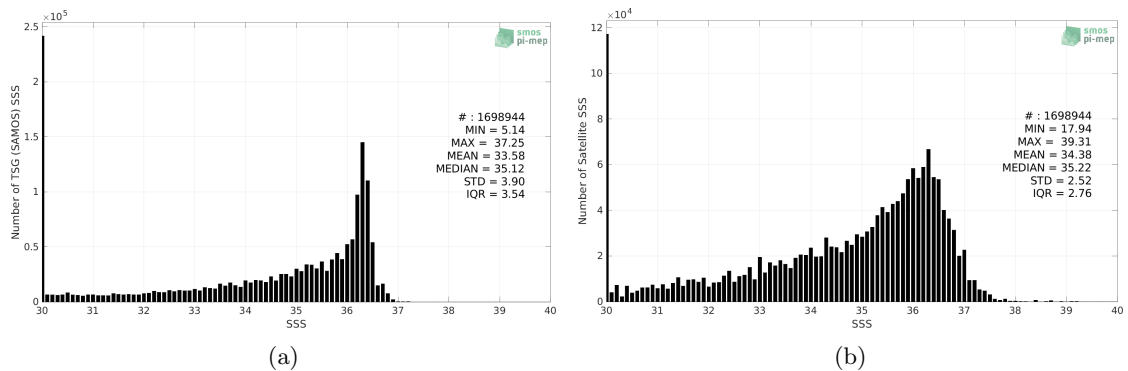 ×10⁵
2.5
2
1.5
1
0.5
0
30 31 32 33 34 35 36 37 38 39 40
SSS
Number of TSG (SAMOS) SSS
smos
pi-mep
# : 1698944
MIN = 5.14
MAX = 37.25
MEAN = 33.58
MEDIAN = 35.12
STD = 3.90
IQR = 3.54
(a)
×10⁴
12
10
8
6
4
2
0
30 31 32 33 34 35 36 37 38 39 40
SSS
Number of Satellite SSS
smos
pi-mep
# : 1698944
MIN = 17.94
MAX = 39.31
MEAN = 34.38
MEDIAN = 35.22
STD = 2.52
IQR = 2.76
(b)